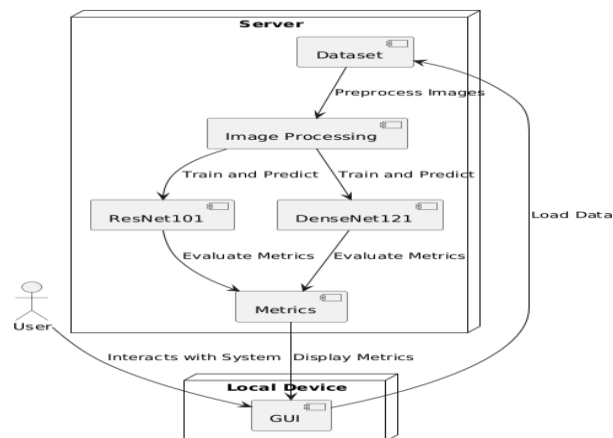 Server
Dataset
Preprocess Images
Image Processing
Train and Predict
Train and Predict
ResNet101
DenseNet121
Load Data
Evaluate Metrics
Evaluate Metrics
Metrics
User
Interacts with System
Display Metrics
Local Device
GUI